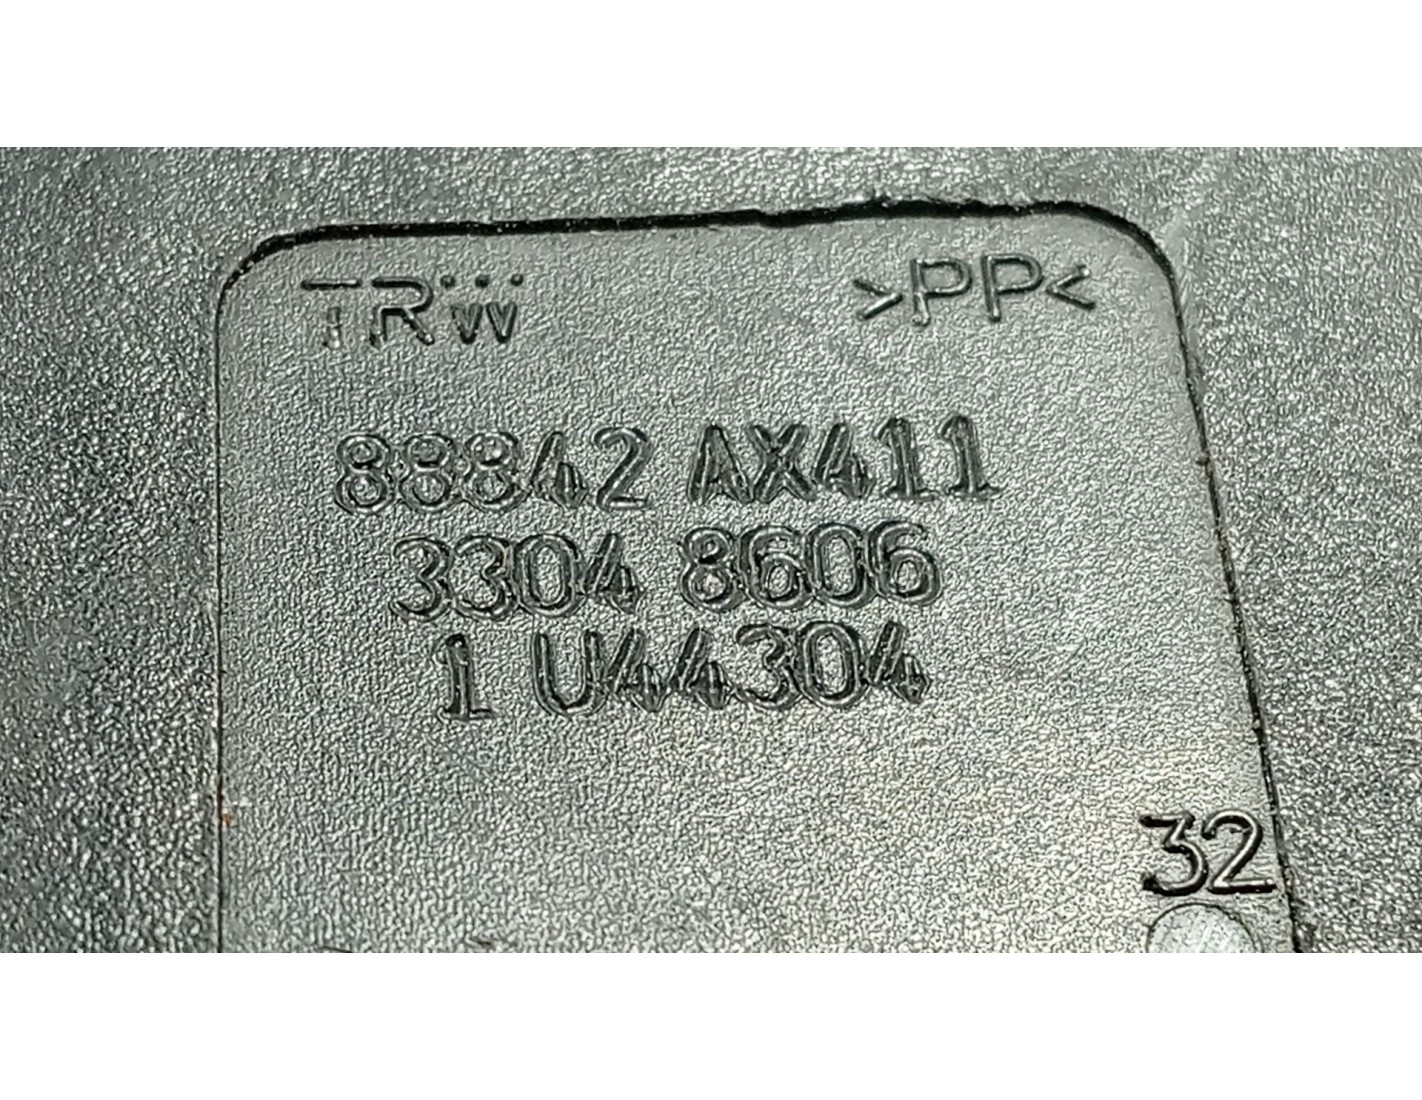 TRW >PP<
88842 AX411
3304 8606
1 U44304
32